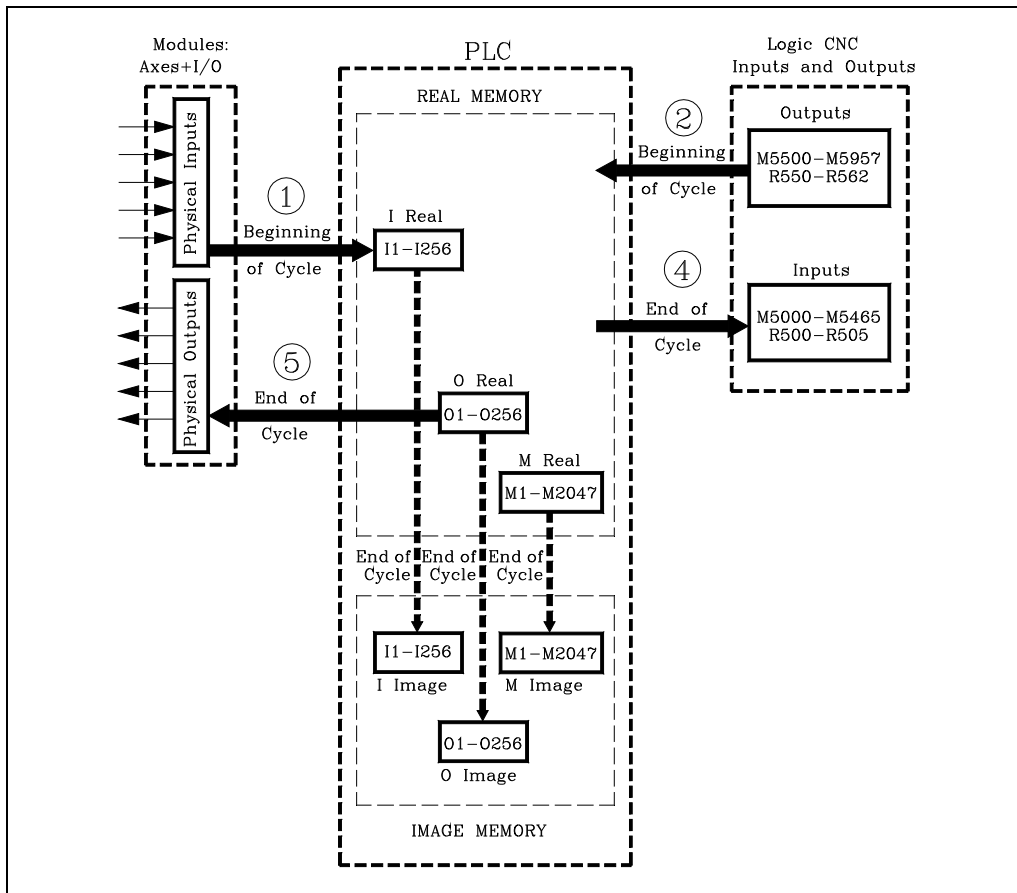 Modules:
Axes+I/O
PLC
Logic CNC
Inputs and Outputs
Physical Inputs
Physical Outputs
REAL MEMORY
1
Beginning
of Cycle
2
Beginning
of Cycle
Outputs
M5500-M5957
R550-R562
I Real
I1-I256
4
End of
Cycle
Inputs
M5000-M5465
R500-R505
5
End of
Cycle
O Real
O1-O256
M Real
M1-M2047
End of
Cycle
End of
Cycle
End of
Cycle
I1-I256
I Image
M1-M2047
M Image
O1-O256
O Image
IMAGE MEMORY